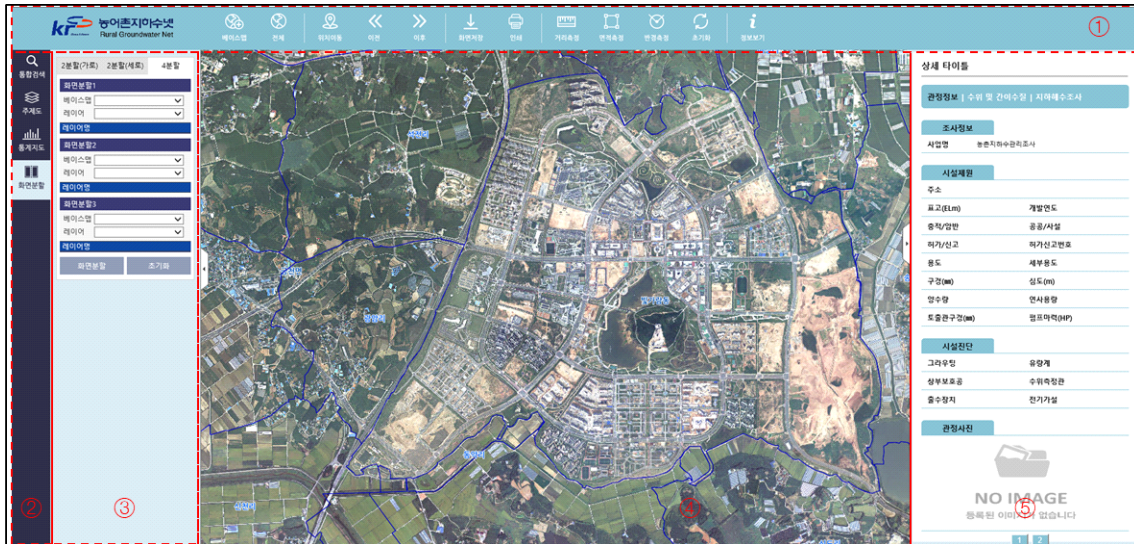 KRC 농어촌지하수넷
Rural Groundwater Net
베이스맵 전체 위치이동 이전 이후 화면저장 인쇄 거리측정 면적측정 반경측정 초기화 정보보기
①
통합검색
주제도
통계지도
화면분할
②
2분할(가로) 2분할(세로) 4분할
화면분할1
베이스맵
레이어
레이어명
화면분할2
베이스맵
레이어
레이어명
화면분할3
베이스맵
레이어
레이어명
화면분할 초기화
③
④
상세 타이틀
관정정보 | 수위 및 간이수질 | 지하해수조사
조사정보
사업명 농촌지하수관리조사
시설제원
주소
표고(ELm) 개발연도
충적/암반 공공/사설
허가/신고 허가신고번호
용도 세부용도
구경(㎜) 심도(m)
양수량 연사용량
토출관구경(㎜) 펌프마력(HP)
시설진단
그라우팅 유량계
상부보호공 수위측정관
출수장치 전기가설
관정사진
NO IMAGE
등록된 이미지가 없습니다
⑤
1 2